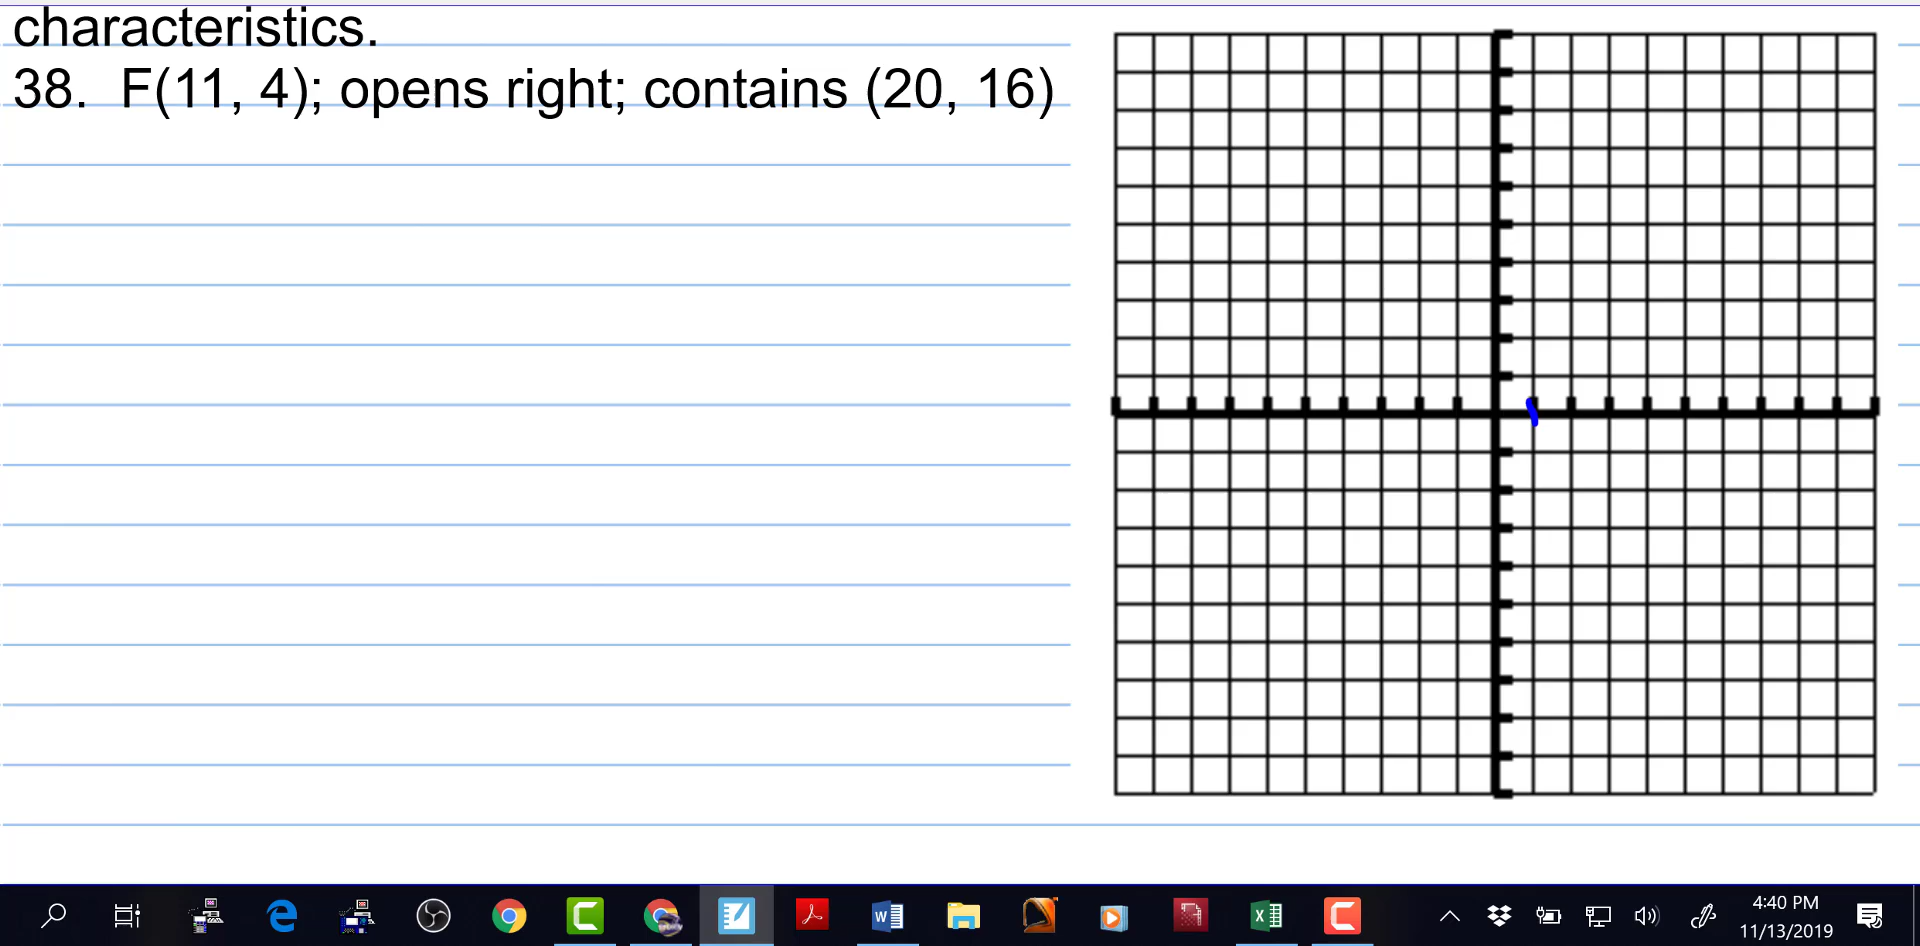 characteristics.
38. F(11, 4); opens right; contains (20, 16)
4:40 PM
11/13/2019